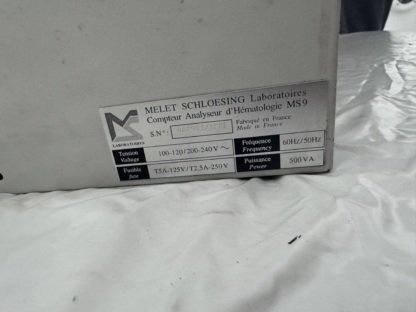 MELET SCHLOESING Laboratoires
Compteur Analyseur d'Hématologie MS9
S.N°:
Fabriqué en France
Made in France
MS
LABORATOIRES
Tension
Voltage
100-120/200-240 V ~
Fréquence
Frequency
60Hz/50Hz
Fusible
fuse
T5A-125V/T2,5A-250V
Puissance
Power
500 VA